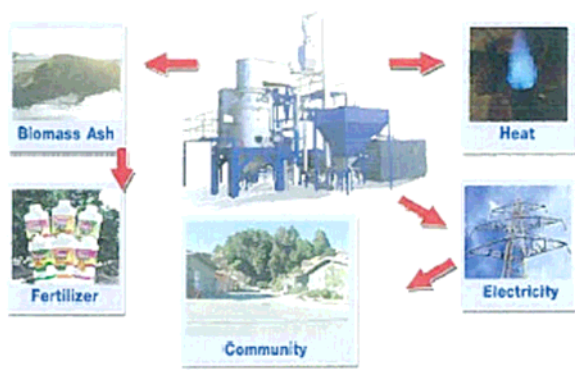 Biomass Ash
Heat
Fertilizer
Electricity
Community